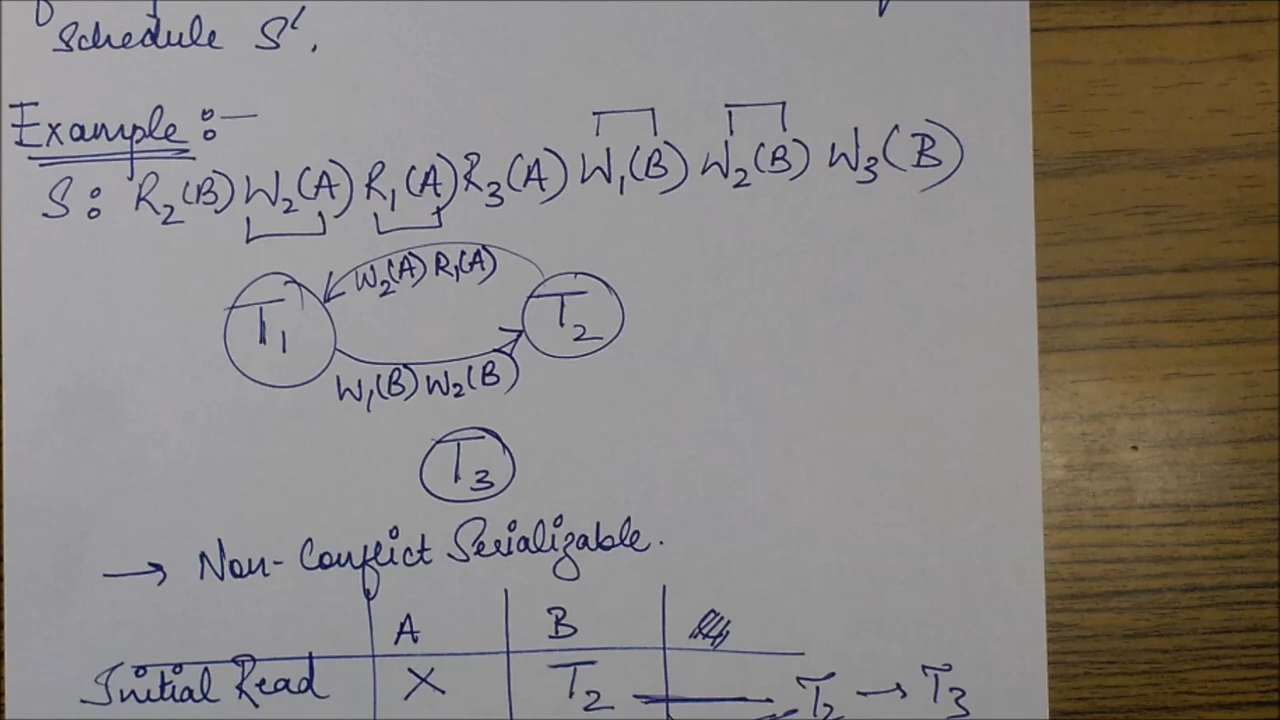 Schedule S'.
Example :-
S: R₂(B) W₂(A) R₁(A) R₃(A) W₁(B) W₂(B) W₃(B)
W₂(A) R₁(A)
T₁ T₂
W₁(B) W₂(B)
T₃
→ Non-Conflict Serializable.
A B
Initial Read X T₂ T₂ → T₃